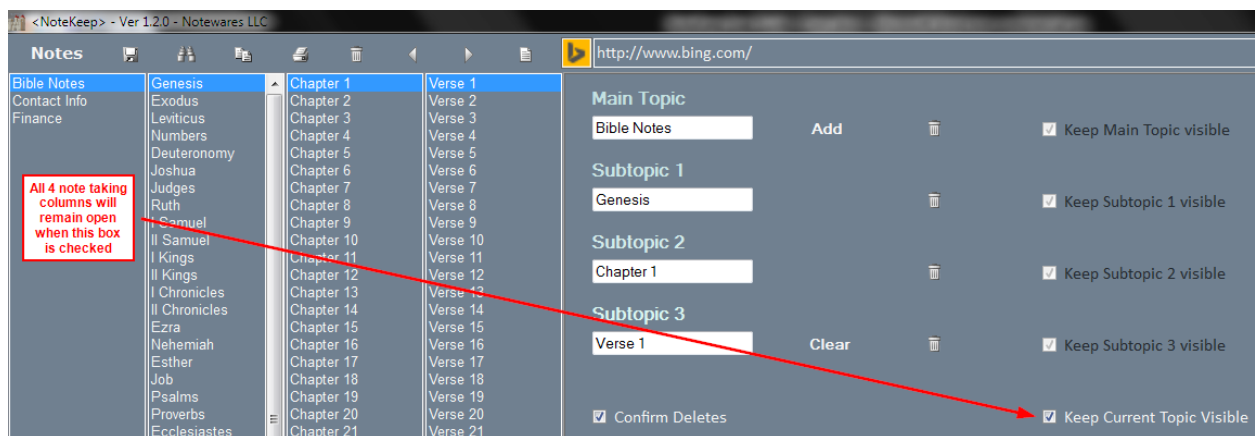 <NoteKeep> - Ver 1.2.0 - Notewares LLC
Notes
http://www.bing.com/
Bible Notes
Contact Info
Finance
All 4 note taking
columns will
remain open
when this box
is checked
Genesis
Exodus
Leviticus
Numbers
Deuteronomy
Joshua
Judges
Ruth
I Samuel
II Samuel
I Kings
II Kings
I Chronicles
II Chronicles
Ezra
Nehemiah
Esther
Job
Psalms
Proverbs
Ecclesiastes
Chapter 1
Chapter 2
Chapter 3
Chapter 4
Chapter 5
Chapter 6
Chapter 7
Chapter 8
Chapter 9
Chapter 10
Chapter 11
Chapter 12
Chapter 13
Chapter 14
Chapter 15
Chapter 16
Chapter 17
Chapter 18
Chapter 19
Chapter 20
Chapter 21
Verse 1
Verse 2
Verse 3
Verse 4
Verse 5
Verse 6
Verse 7
Verse 8
Verse 9
Verse 10
Verse 11
Verse 12
Verse 13
Verse 14
Verse 15
Verse 16
Verse 17
Verse 18
Verse 19
Verse 20
Verse 21
Main Topic
Bible Notes Add Keep Main Topic visible
Subtopic 1
Genesis Keep Subtopic 1 visible
Subtopic 2
Chapter 1 Keep Subtopic 2 visible
Subtopic 3
Verse 1 Clear Keep Subtopic 3 visible
Confirm Deletes Keep Current Topic Visible